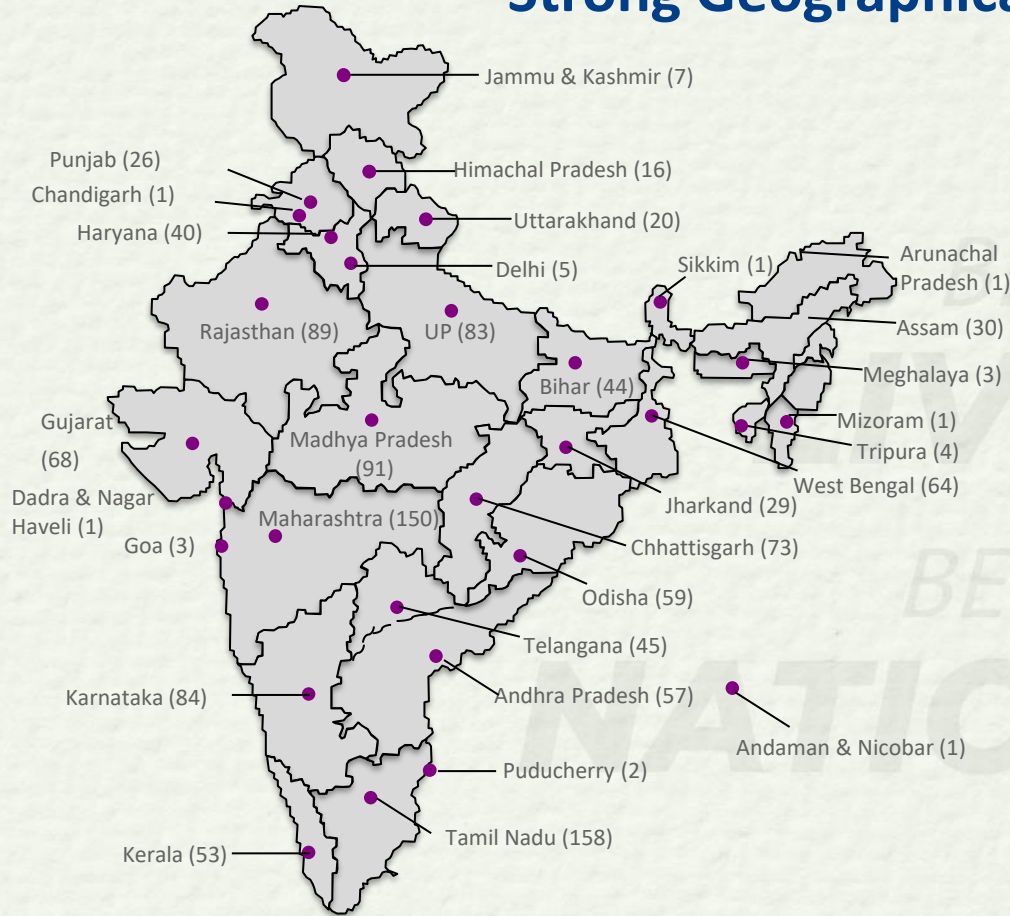 Strong Geographica
Jammu & Kashmir (7)
Punjab (26)
Himachal Pradesh (16)
Chandigarh (1)
Uttarakhand (20)
Haryana (40)
Delhi (5)
Sikkim (1)
Arunachal
Pradesh (1)
Rajasthan (89)
UP (83)
Assam (30)
Bihar (44)
Meghalaya (3)
Gujarat
(68)
Madhya Pradesh
(91)
Mizoram (1)
Tripura (4)
West Bengal (64)
Dadra & Nagar
Haveli (1)
Jharkand (29)
Maharashtra (150)
Goa (3)
Chhattisgarh (73)
Odisha (59)
Telangana (45)
Karnataka (84)
Andhra Pradesh (57)
Andaman & Nicobar (1)
Puducherry (2)
Tamil Nadu (158)
Kerala (53)
B
LIV
BE
NATIO